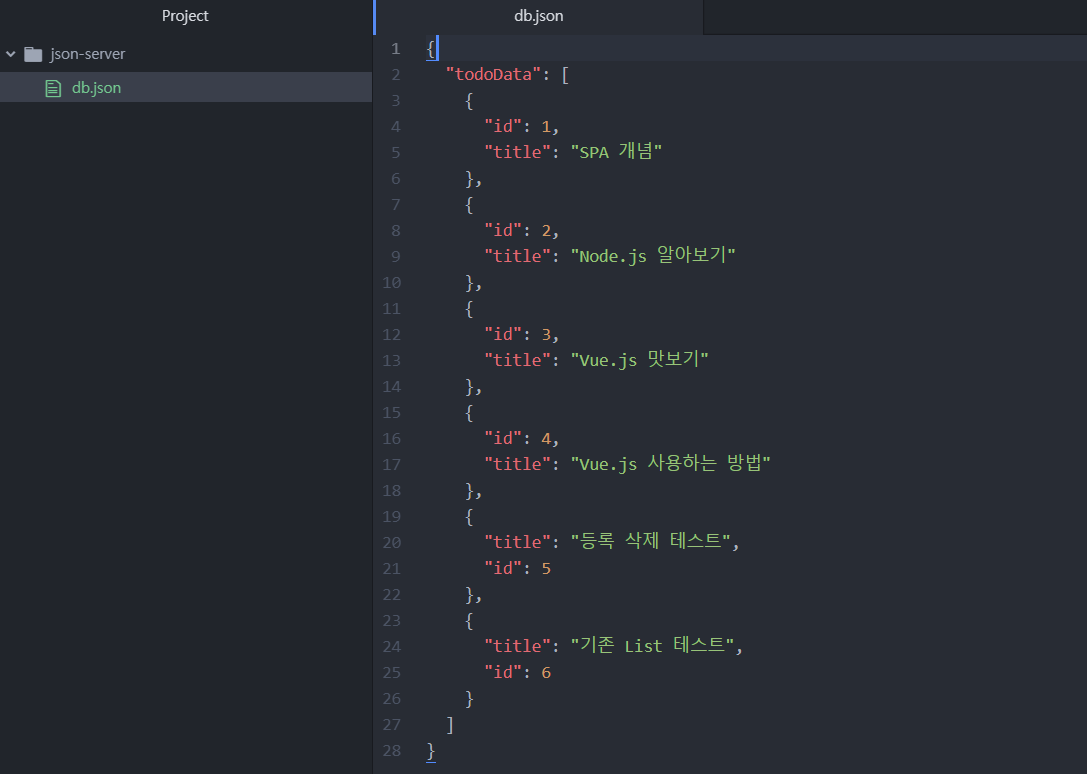 Project
json-server
db.json
db.json
1 {
2 "todoData": [
3 {
4 "id": 1,
5 "title": "SPA 개념"
6 },
7 {
8 "id": 2,
9 "title": "Node.js 알아보기"
10 },
11 {
12 "id": 3,
13 "title": "Vue.js 맛보기"
14 },
15 {
16 "id": 4,
17 "title": "Vue.js 사용하는 방법"
18 },
19 {
20 "title": "등록 삭제 테스트",
21 "id": 5
22 },
23 {
24 "title": "기존 List 테스트",
25 "id": 6
26 }
27 ]
28 }